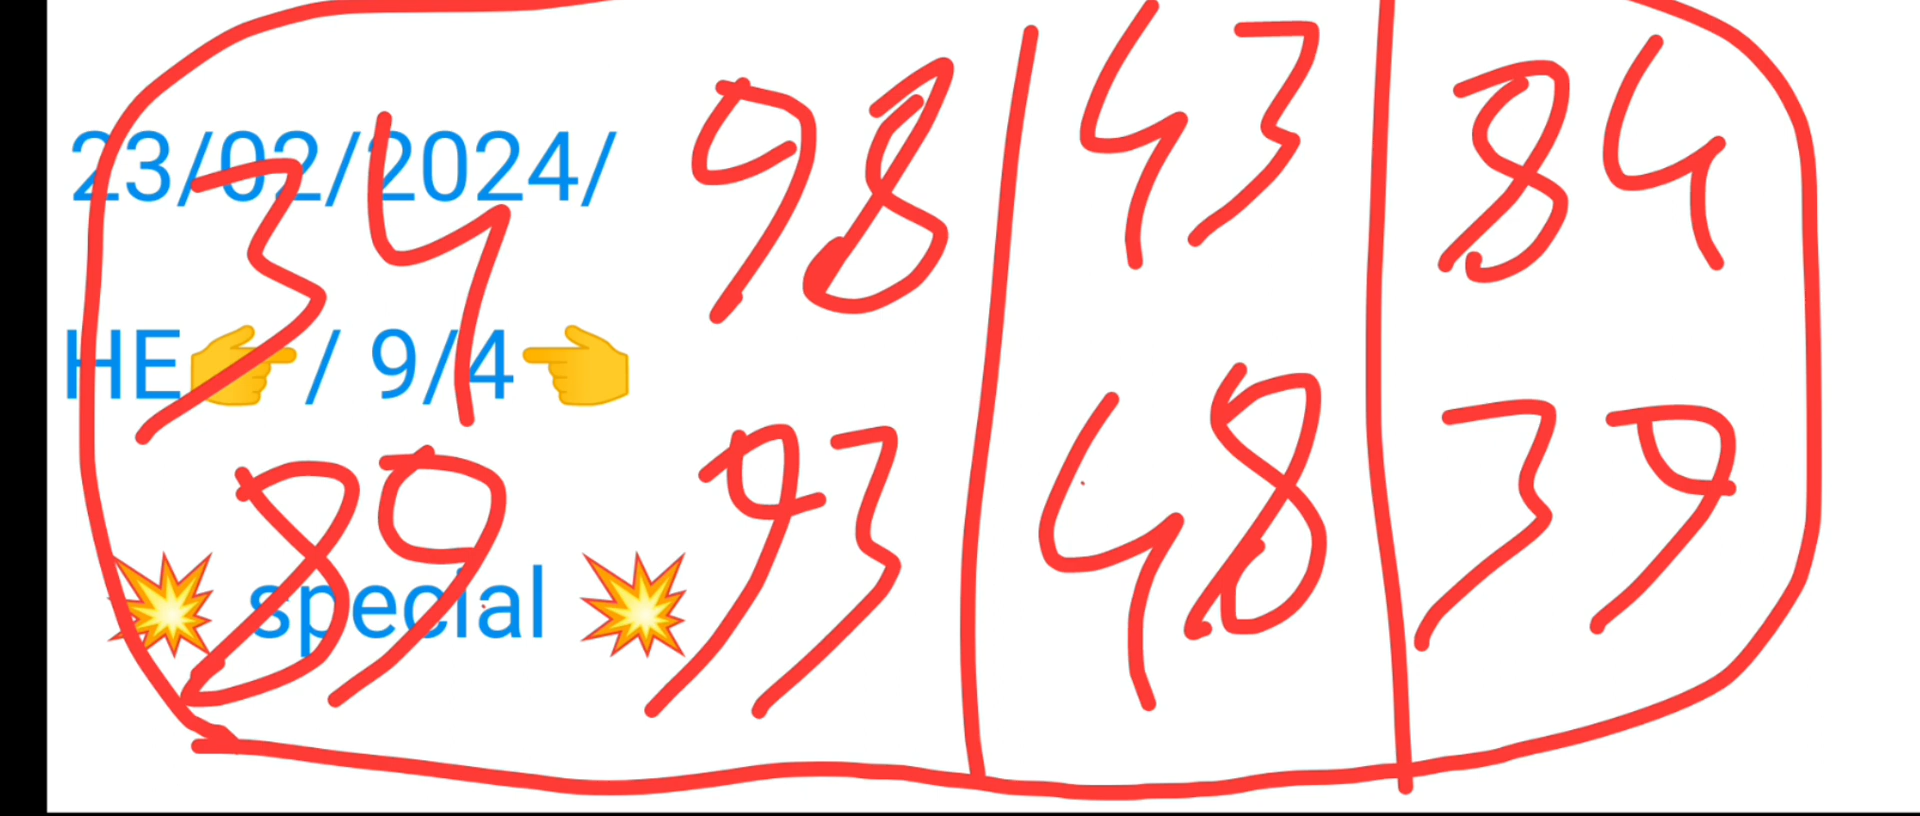 23/02/2024/
34 98 43 84
HE👉/ 9/4👈
89 93 48 39
💥 special 💥